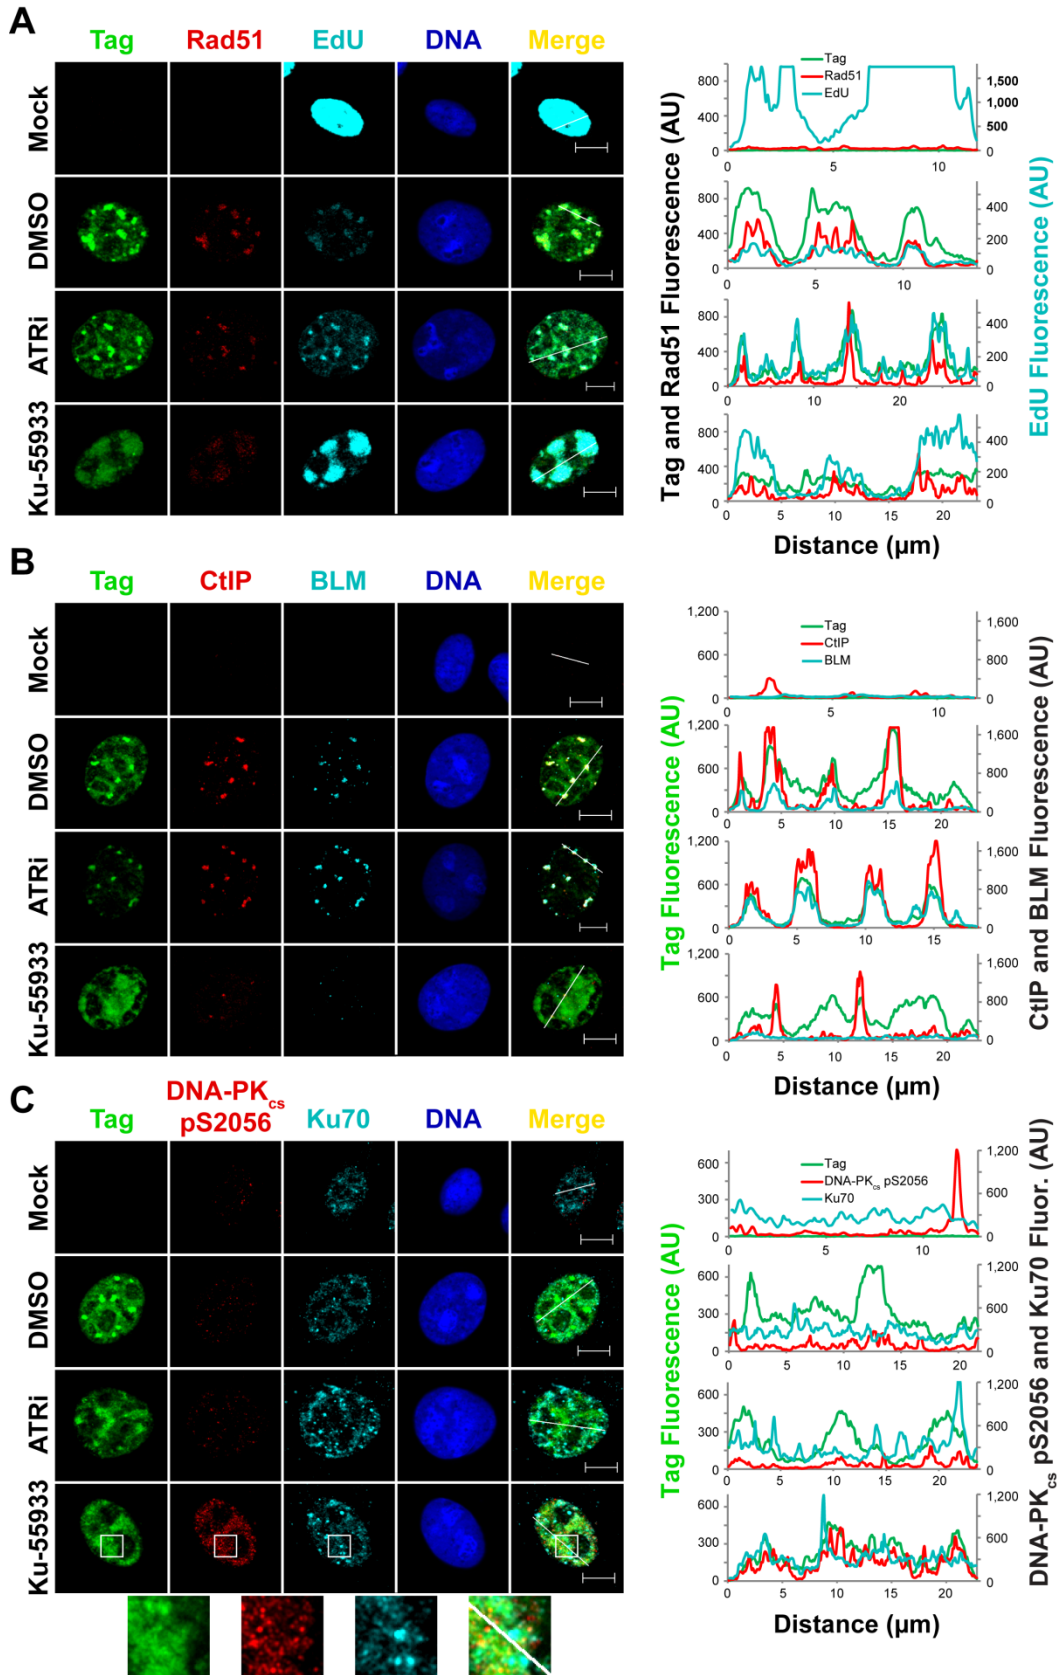 A
Tag Rad51 EdU DNA Merge
Mock
DMSO
ATRi
Ku-55933
Tag and Rad51 Fluorescence (AU)
EdU Fluorescence (AU)
Tag
Rad51
EdU
800
400
0
1,500
1,000
500
0
0 5 10
800
600
400
200
0
400
200
0
0 5 10
800
400
0
400
200
0
0 10 20
800
400
0
400
200
0
0 5 10 15 20
Distance (µm)
B
Tag CtIP BLM DNA Merge
Mock
DMSO
ATRi
Ku-55933
Tag Fluorescence (AU)
CtIP and BLM Fluorescence (AU)
Tag
CtIP
BLM
1,200
600
0
1,600
800
0
0 5 10
1,200
600
0
1,600
800
0
0 5 10 15 20
1,200
600
0
1,600
800
0
0 5 10 15
1,200
600
0
1,600
800
0
0 5 10 15 20
Distance (µm)
C
Tag DNA-PKcs pS2056 Ku70 DNA Merge
Mock
DMSO
ATRi
Ku-55933
Tag Fluorescence (AU)
DNA-PKcs pS2056 and Ku70 Fluor. (AU)
Tag
DNA-PKcs pS2056
Ku70
600
300
0
1,200
600
0
0 5 10
600
300
0
1,200
600
0
0 5 10 15 20
600
300
0
1,200
600
0
0 5 10 15 20
600
300
0
1,200
600
0
0 5 10 15 20
Distance (µm)